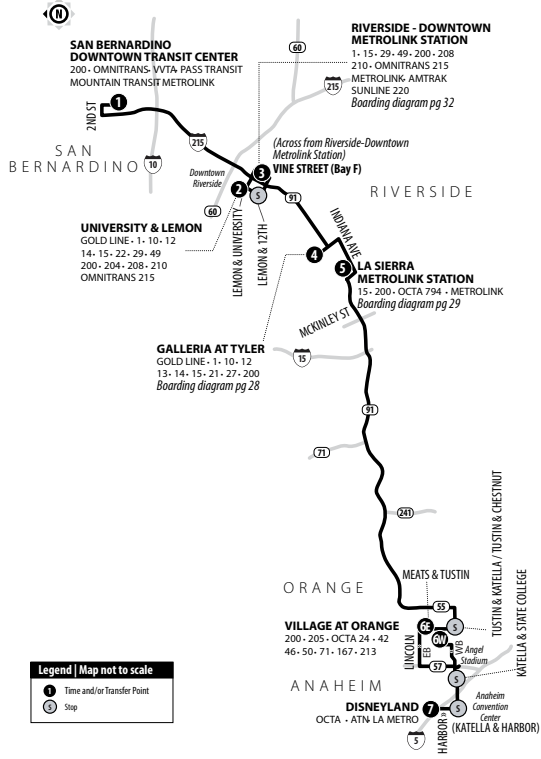 N
SAN BERNARDINO
DOWNTOWN TRANSIT CENTER
200 • OMNITRANS • VVTA • PASS TRANSIT
MOUNTAIN TRANSIT METROLINK
2ND ST
1
RIVERSIDE - DOWNTOWN
METROLINK STATION
1 • 15 • 29 • 49 • 200 • 208
210 • OMNITRANS 215
METROLINK • AMTRAK
SUNLINE 220
Boarding diagram pg 32
60
215
215
SAN
BERNARDINO
10
Downtown
Riverside
(Across from Riverside-Downtown
Metrolink Station)
3
VINE STREET (Bay F)
2
S
60
91
RIVERSIDE
UNIVERSITY & LEMON
GOLD LINE • 1 • 10 • 12
14 • 15 • 22 • 29 • 49
200 • 204 • 208 • 210
OMNITRANS 215
LEMON & UNIVERSITY
LEMON & 12TH
INDIANA AVE
4
5
LA SIERRA
METROLINK STATION
15 • 200 • OCTA 794 • METROLINK
Boarding diagram pg 29
MCKINLEY ST
GALLERIA AT TYLER
GOLD LINE • 1 • 10 • 12
13 • 14 • 15 • 21 • 27 • 200
Boarding diagram pg 28
15
91
71
241
ORANGE
MEATS & TUSTIN
TUSTIN & KATELLA / TUSTIN & CHESTNUT
KATELLA & STATE COLLEGE
55
VILLAGE AT ORANGE
200 • 205 • OCTA 24 • 42
46 • 50 • 71 • 167 • 213
6E
S
6W
LINCOLN
EB
WB
Angel
Stadium
57
S
ANAHEIM
DISNEYLAND
OCTA • ATN • LA METRO
7
S
Anaheim
Convention
Center
(KATELLA & HARBOR)
HARBOR »
5
Legend | Map not to scale
1 Time and/or Transfer Point
S Stop